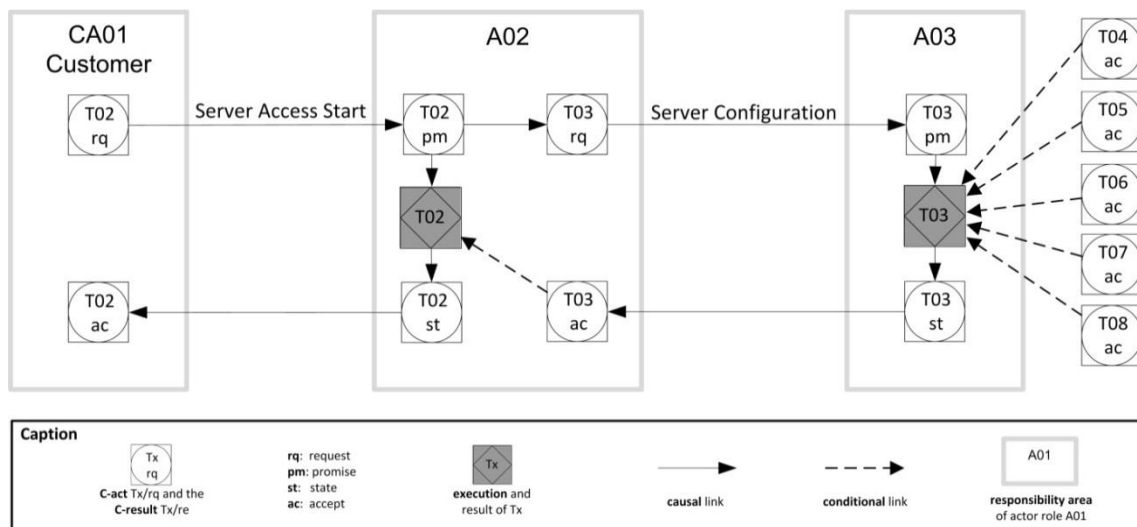 CA01
Customer
A02
A03
T04
ac
T02
rq
Server Access Start
T02
pm
T03
rq
Server Configuration
T03
pm
T05
ac
T02
T03
T06
ac
T07
ac
T02
ac
T02
st
T03
ac
T03
st
T08
ac
Caption
Tx
rq
C-act Tx/rq and the
C-result Tx/re
rq: request
pm: promise
st: state
ac: accept
Tx
execution and
result of Tx
causal link
conditional link
A01
responsibility area
of actor role A01